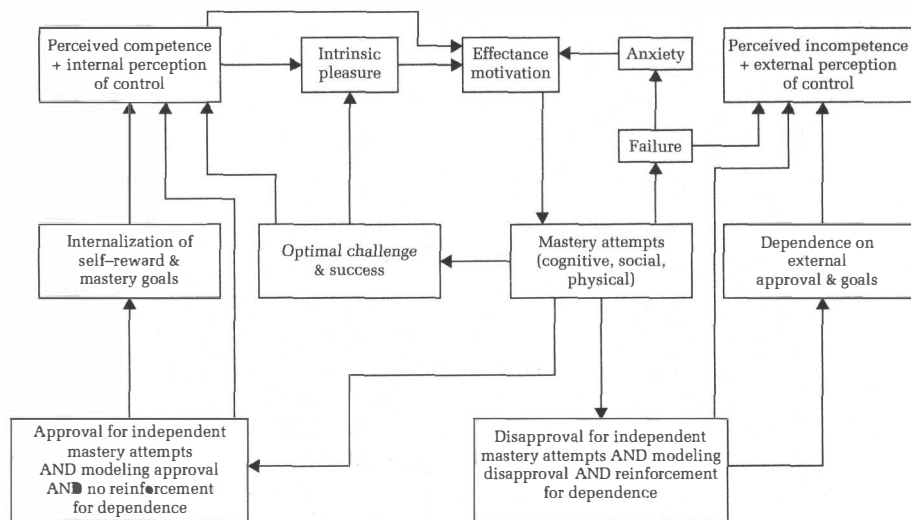 Perceived competence
+ internal perception
of control
Intrinsic
pleasure
Effectance
motivation
Anxiety
Perceived incompetence
+ external perception
of control
Failure
Internalization of
self–reward &
mastery goals
Optimal challenge
& success
Mastery attempts
(cognitive, social,
physical)
Dependence on
external
approval & goals
Approval for independent
mastery attempts
AND modeling approval
AND no reinforcement
for dependence
Disapproval for independent
mastery attempts AND modeling
disapproval AND reinforcement
for dependence